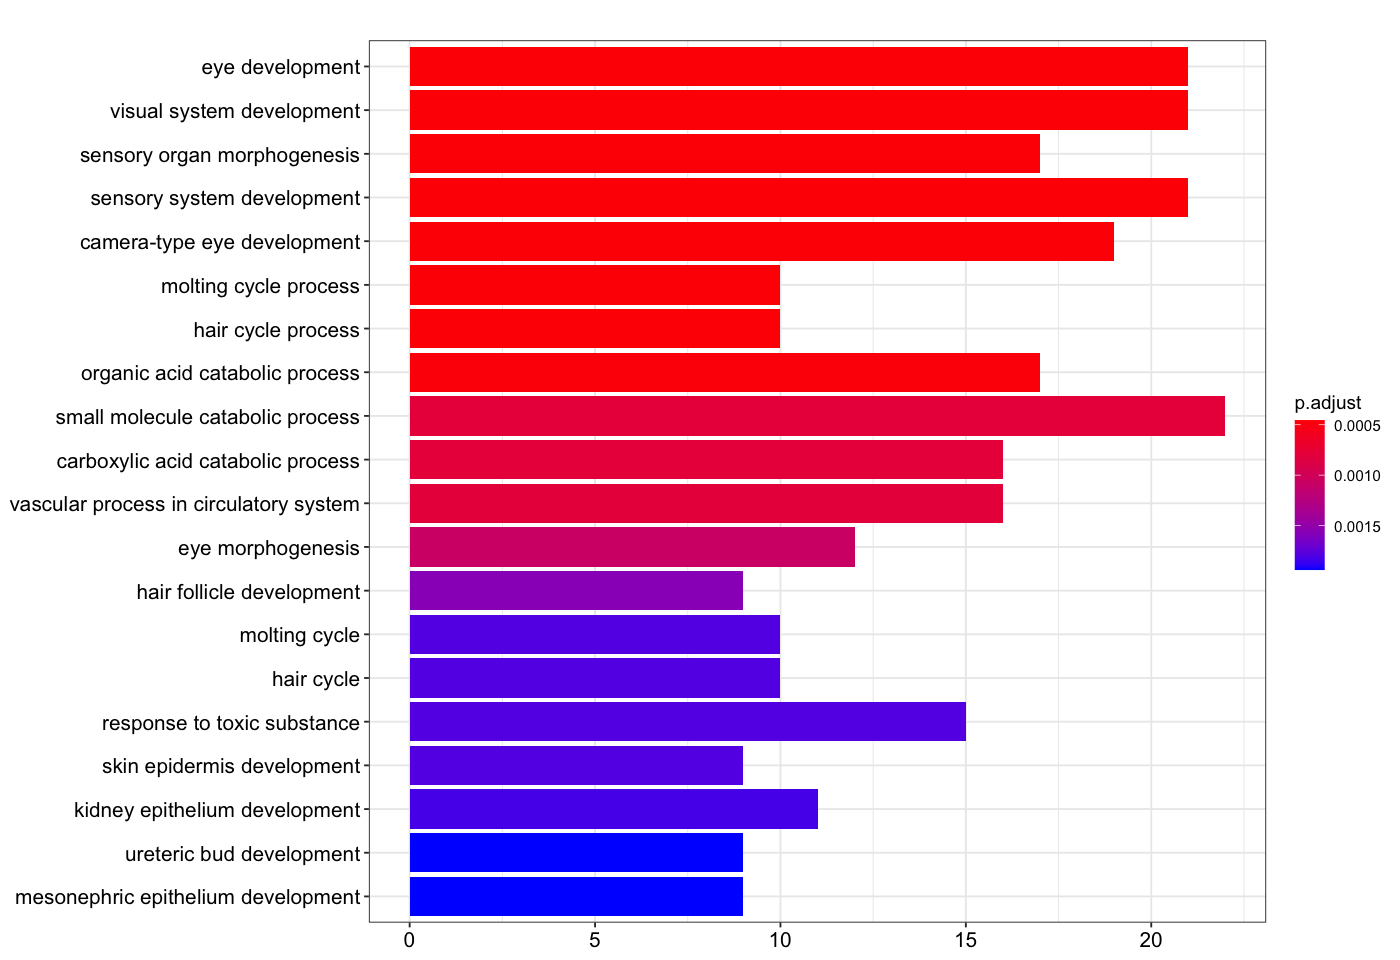 eye development
visual system development
sensory organ morphogenesis
sensory system development
camera-type eye development
molting cycle process
hair cycle process
organic acid catabolic process
small molecule catabolic process
carboxylic acid catabolic process
vascular process in circulatory system
eye morphogenesis
hair follicle development
molting cycle
hair cycle
response to toxic substance
skin epidermis development
kidney epithelium development
ureteric bud development
mesonephric epithelium development
0 5 10 15 20
p.adjust
0.0005
0.0010
0.0015